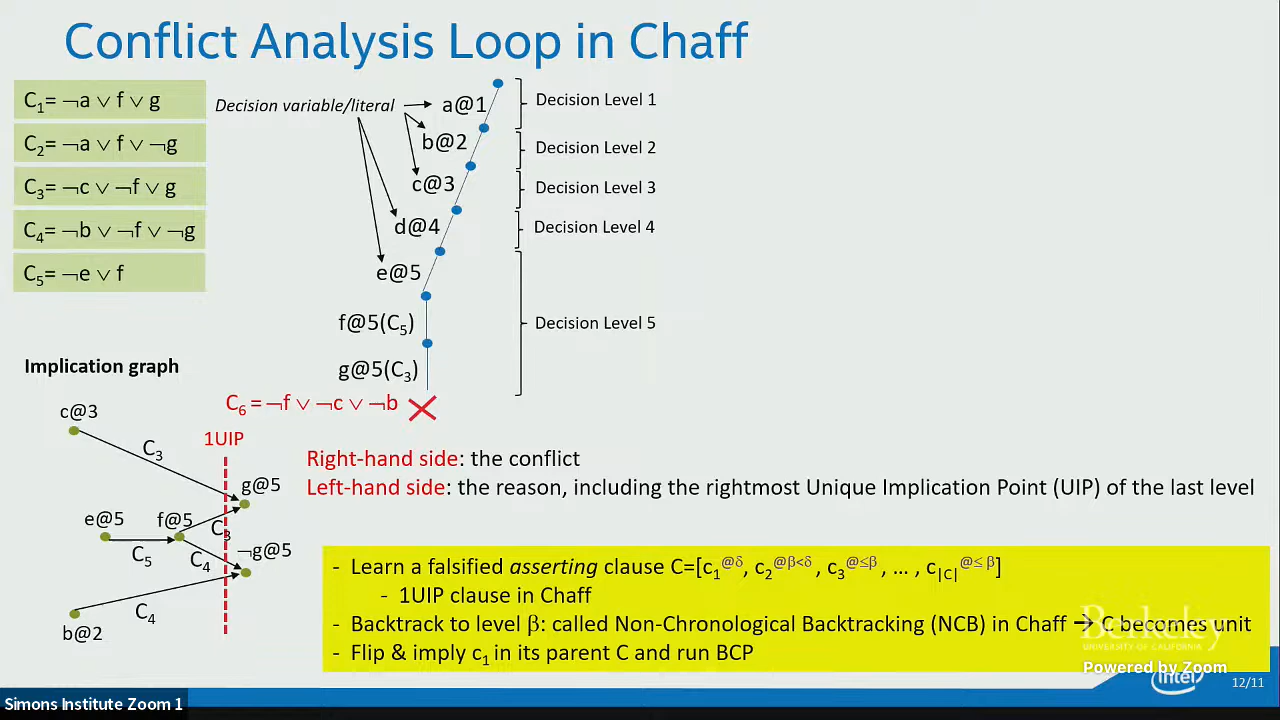 Conflict Analysis Loop in Chaff
C1= ¬a ∨ f ∨ g
C2= ¬a ∨ f ∨ ¬g
C3= ¬c ∨ ¬f ∨ g
C4= ¬b ∨ ¬f ∨ ¬g
C5= ¬e ∨ f
Decision variable/literal
a@1
b@2
c@3
d@4
e@5
f@5(C5)
g@5(C3)
Decision Level 1
Decision Level 2
Decision Level 3
Decision Level 4
Decision Level 5
Implication graph
C6 = ¬f ∨ ¬c ∨ ¬b
c@3
C3
1UIP
g@5
e@5
f@5
C3
C5
C4
¬g@5
C4
b@2
Right-hand side: the conflict
Left-hand side: the reason, including the rightmost Unique Implication Point (UIP) of the last level
- Learn a falsified asserting clause C=[c1@δ, c2@β<δ , c3@≤β , … , c|C|@≤ β]
- 1UIP clause in Chaff
- Backtrack to level β: called Non-Chronological Backtracking (NCB) in Chaff → C becomes unit
- Flip & imply c1 in its parent C and run BCP
Berkeley
UNIVERSITY OF CALIFORNIA
Powered by Zoom
intel
12/11
Simons Institute Zoom 1